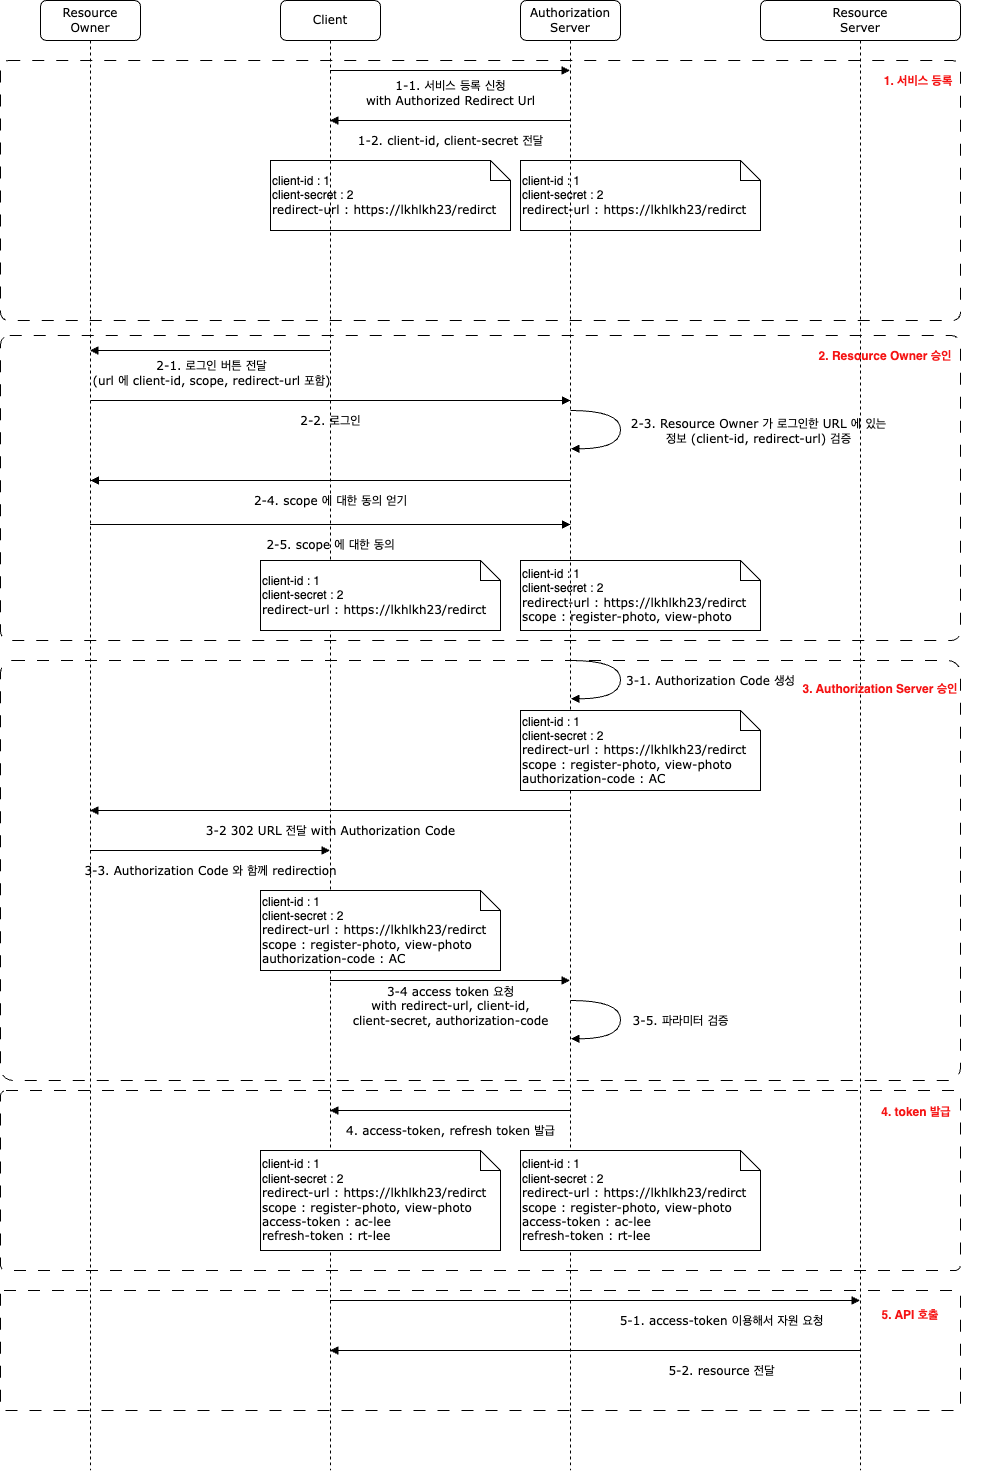 Resource
Owner
Client
Authorization
Server
Resource
Server
1. 서비스 등록
1-1. 서비스 등록 신청
with Authorized Redirect Url
1-2. client-id, client-secret 전달
client-id : 1
client-secret : 2
redirect-url : https://lkhlkh23/redirct
client-id : 1
client-secret : 2
redirect-url : https://lkhlkh23/redirct
2. Resource Owner 승인
2-1. 로그인 버튼 전달
(url 에 client-id, scope, redirect-url 포함)
2-2. 로그인
2-3. Resource Owner 가 로그인한 URL 에 있는
정보 (client-id, redirect-url) 검증
2-4. scope 에 대한 동의 얻기
2-5. scope 에 대한 동의
client-id : 1
client-secret : 2
redirect-url : https://lkhlkh23/redirct
client-id : 1
client-secret : 2
redirect-url : https://lkhlkh23/redirct
scope : register-photo, view-photo
3-1. Authorization Code 생성
3. Authorization Server 승인
client-id : 1
client-secret : 2
redirect-url : https://lkhlkh23/redirct
scope : register-photo, view-photo
authorization-code : AC
3-2 302 URL 전달 with Authorization Code
3-3. Authorization Code 와 함께 redirection
client-id : 1
client-secret : 2
redirect-url : https://lkhlkh23/redirct
scope : register-photo, view-photo
authorization-code : AC
3-4 access token 요청
with redirect-url, client-id,
client-secret, authorization-code
3-5. 파라미터 검증
4. token 발급
4. access-token, refresh token 발급
client-id : 1
client-secret : 2
redirect-url : https://lkhlkh23/redirct
scope : register-photo, view-photo
access-token : ac-lee
refresh-token : rt-lee
client-id : 1
client-secret : 2
redirect-url : https://lkhlkh23/redirct
scope : register-photo, view-photo
access-token : ac-lee
refresh-token : rt-lee
5. API 호출
5-1. access-token 이용해서 자원 요청
5-2. resource 전달